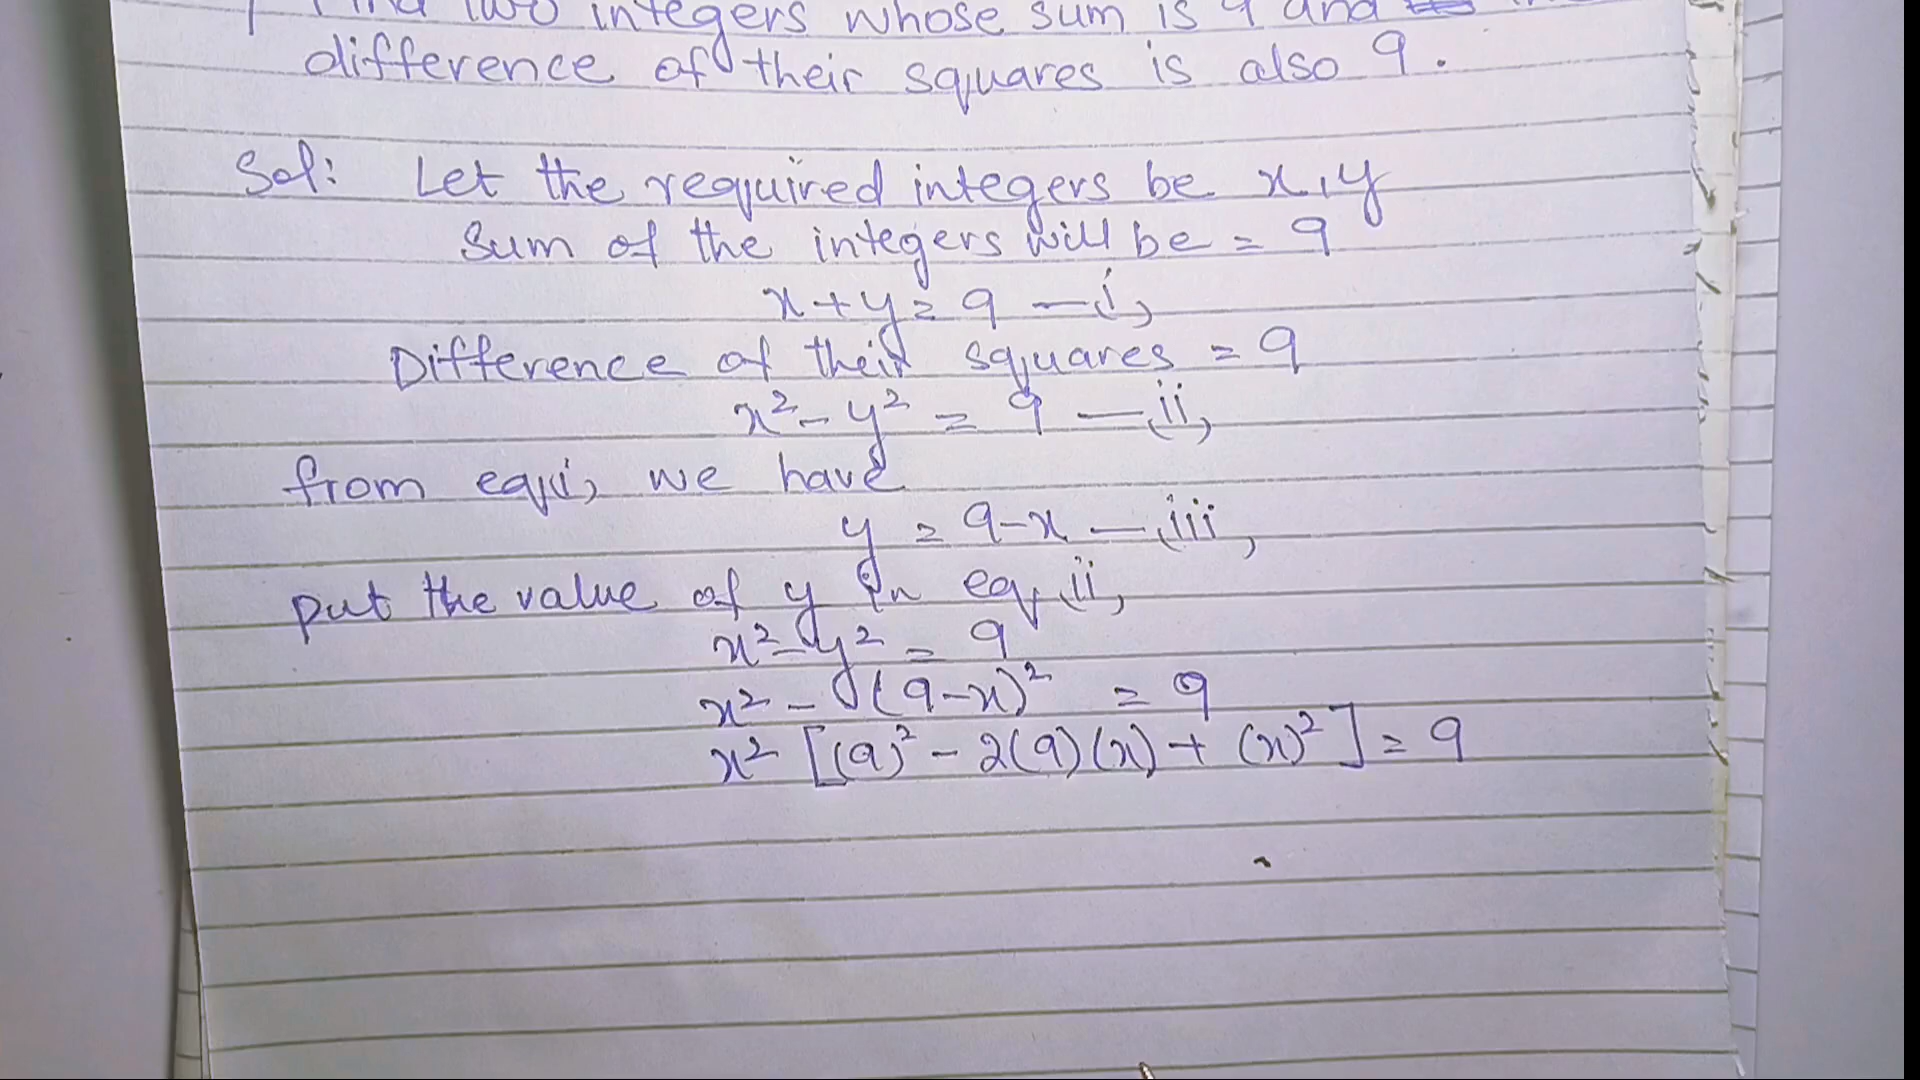 Find two integers whose sum is 9 and
difference of their squares is also 9.
Sol: Let the required integers be x, y
Sum of the integers will be = 9
x + y = 9 — i)
Difference of their squares = 9
x² - y² = 9 — (ii)
from eq(i) we have
y = 9 - x — (iii)
put the value of y in eq (ii)
x² - y² = 9
x² - (9-x)² = 9
x² [(9)² - 2(9)(x) + (x)²] = 9